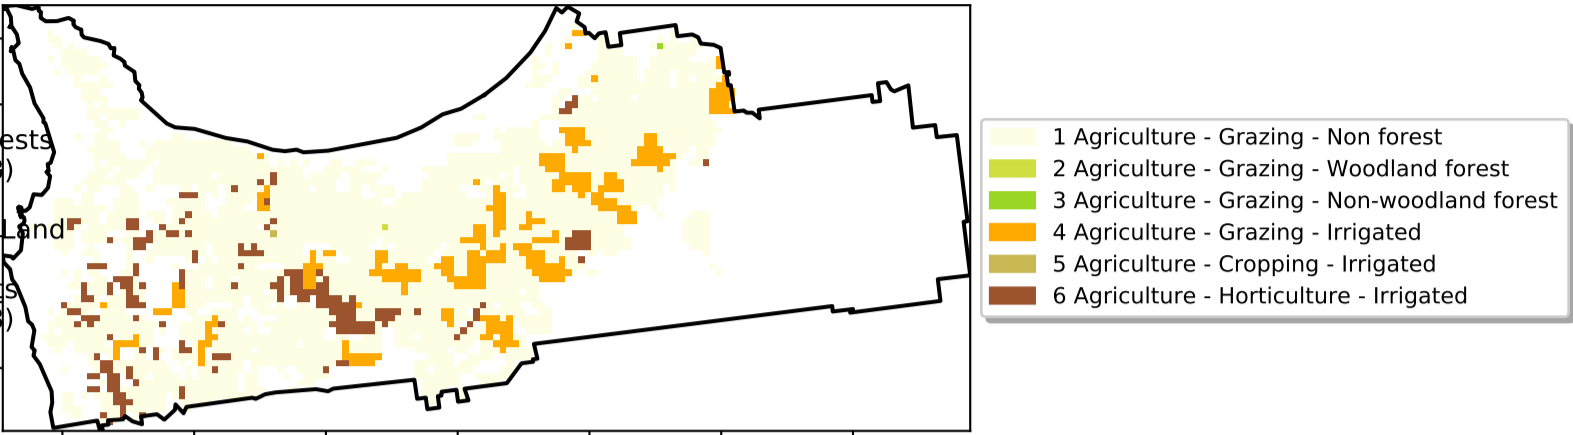 ests
)
Land
s
)
1 Agriculture - Grazing - Non forest
2 Agriculture - Grazing - Woodland forest
3 Agriculture - Grazing - Non-woodland forest
4 Agriculture - Grazing - Irrigated
5 Agriculture - Cropping - Irrigated
6 Agriculture - Horticulture - Irrigated